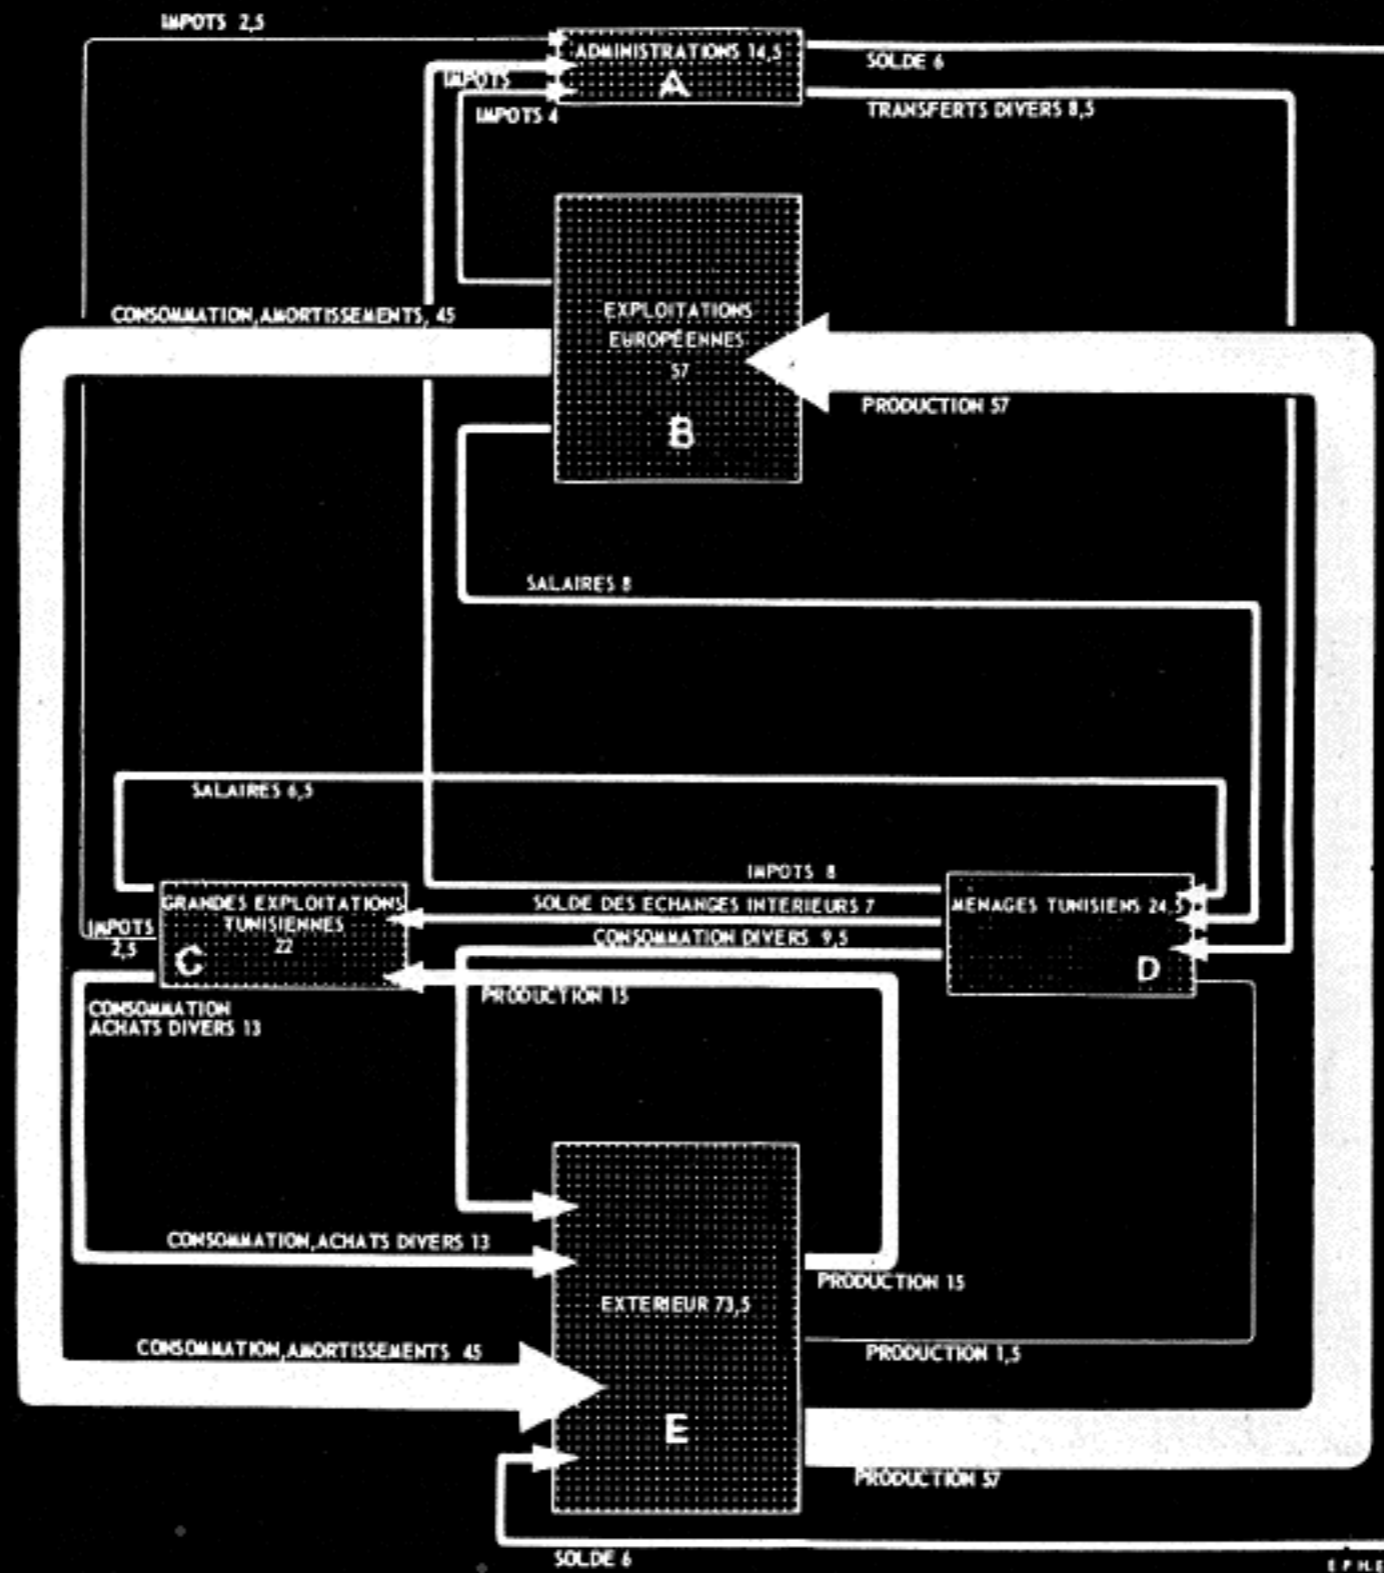 IMPOTS 2,5
ADMINISTRATIONS 14,5
A
SOLDE 6
IMPOTS
IMPOTS 4
TRANSFERTS DIVERS 8,5
CONSOMMATION, AMORTISSEMENTS, 45
EXPLOITATIONS
EUROPÉENNES
57
B
PRODUCTION 57
SALAIRES 8
SALAIRES 6,5
IMPOTS 8
GRANDES EXPLOITATIONS
TUNISIENNES
22
C
SOLDE DES ECHANGES INTERIEURS 7
MENAGES TUNISIENS 24,5
D
IMPOTS
2,5
CONSOMMATION DIVERS 9,5
PRODUCTION 15
CONSOMMATION
ACHATS DIVERS 13
CONSOMMATION, ACHATS DIVERS 13
PRODUCTION 15
EXTERIEUR 73,5
E
CONSOMMATION, AMORTISSEMENTS 45
PRODUCTION 1,5
PRODUCTION 57
SOLDE 6
E P H.E